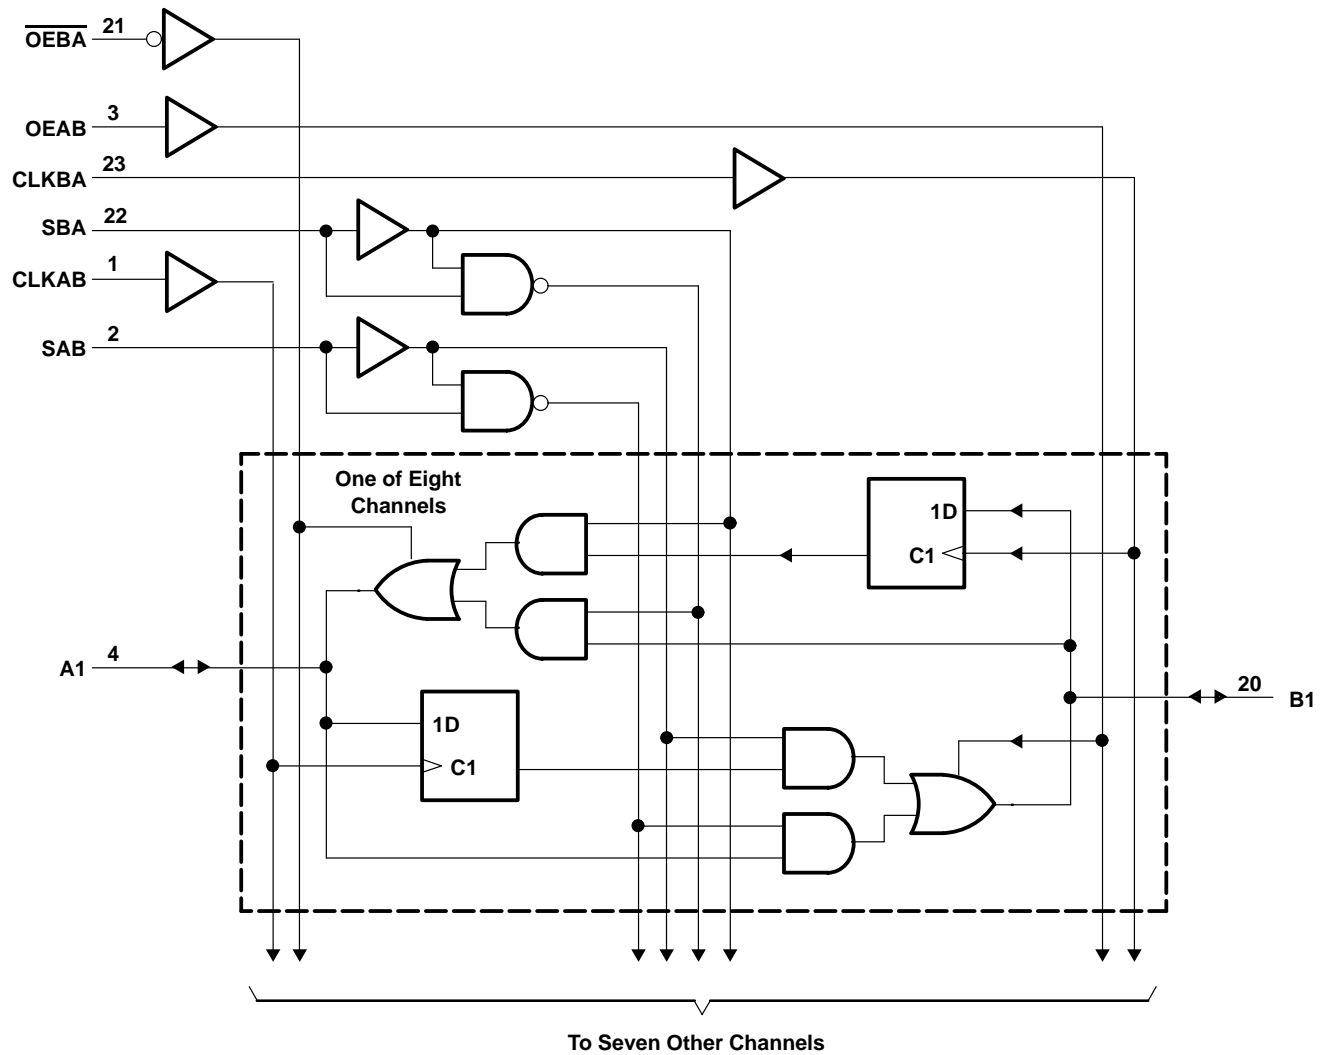 OEBA 21
OEAB 3
CLKBA 23
SBA 22
CLKAB 1
SAB 2
One of Eight
Channels
1D
C1
A1 4
20 B1
1D
C1
To Seven Other Channels